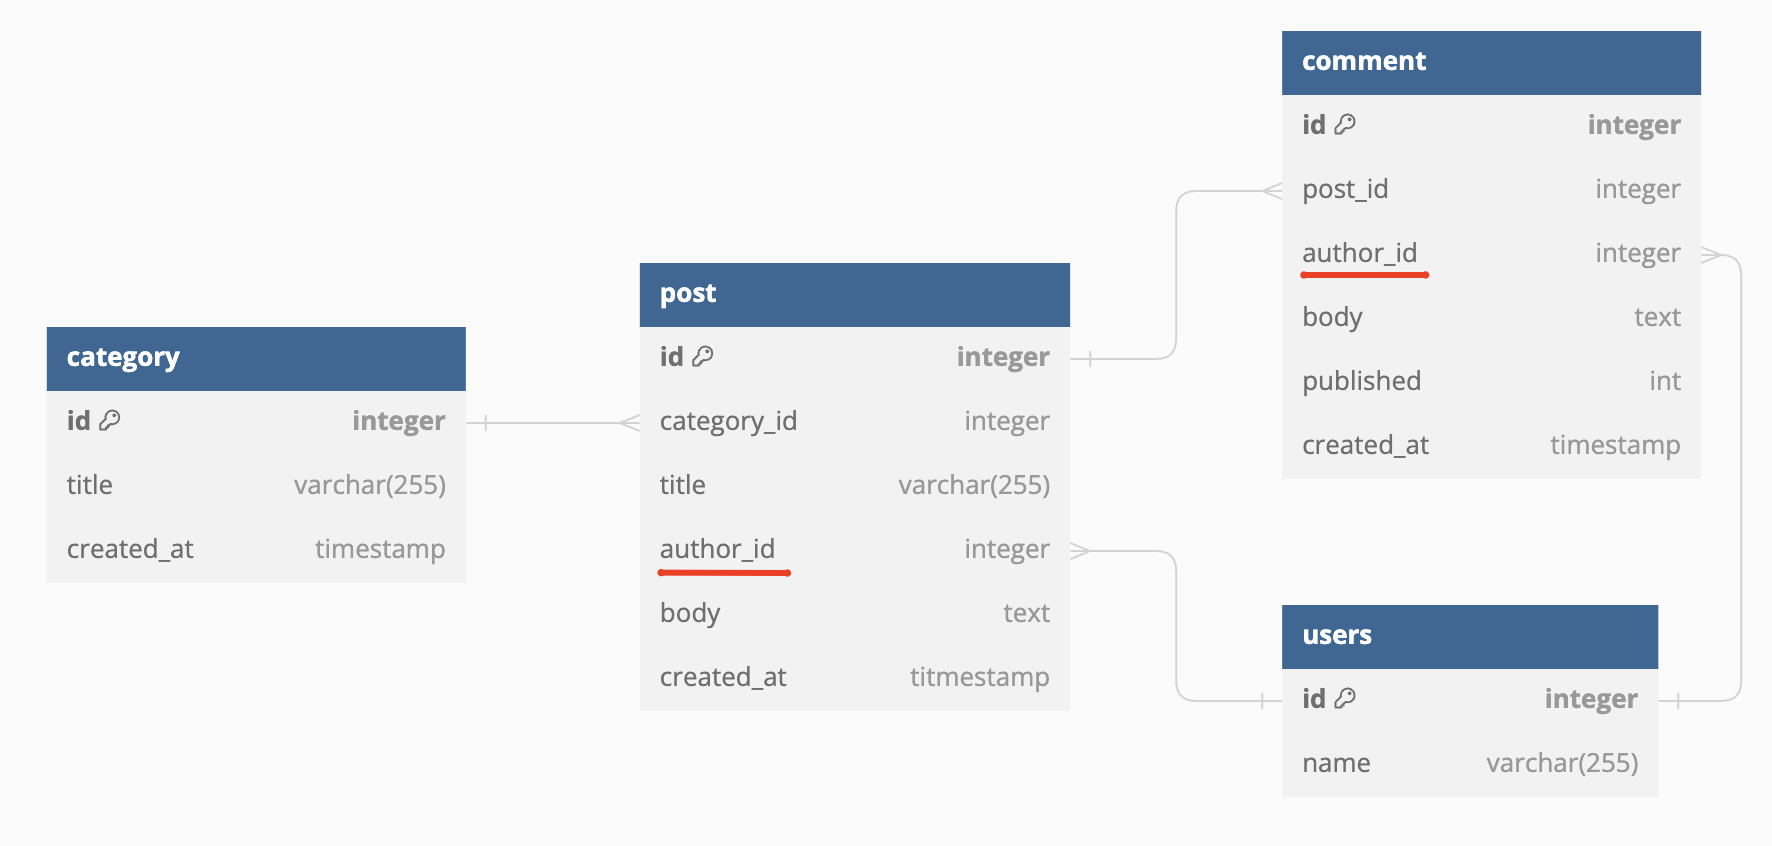 category
id integer
title varchar(255)
created_at timestamp
post
id integer
category_id integer
title varchar(255)
author_id integer
body text
created_at titmestamp
comment
id integer
post_id integer
author_id integer
body text
published int
created_at timestamp
users
id integer
name varchar(255)